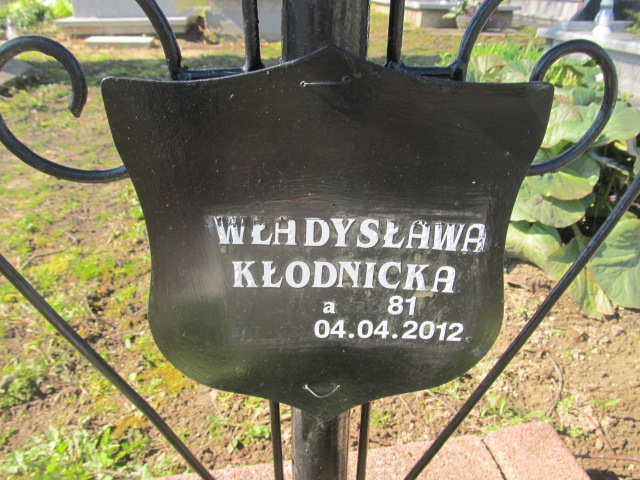 WŁADYSŁAWA
KŁODNICKA
a 81
04.04.2012